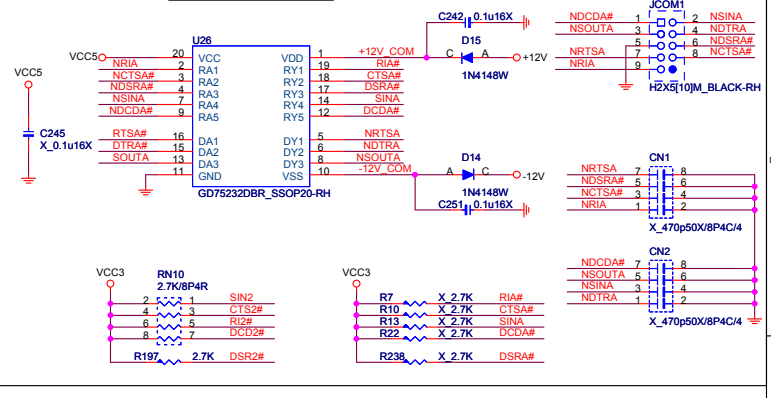 JCOM1
C242 0.1u16X
NDCDA# 1 2 NSINA
NSOUTA 3 4 NDTRA
5 6 NDSRA#
NRTSA 7 8 NCTSA#
NRIA 9
H2X5[10]M_BLACK-RH
U26
D15
VCC5 20 VCC VDD 1 +12V_COM C A +12V
NRIA 2 RA1 RY1 19 RIA#
NCTSA# 3 RA2 RY2 18 CTSA#
NDSRA# 4 RA3 RY3 17 DSRA#
NSINA 7 RA4 RY4 14 SINA
NDCDA# 9 RA5 RY5 12 DCDA#
1N4148W
VCC5
C245
X_0.1u16X
RTSA# 16 DA1 DY1 5 NRTSA
DTRA# 15 DA2 DY2 6 NDTRA
SOUTA 13 DA3 DY3 8 NSOUTA
11 GND VSS 10 -12V_COM
GD75232DBR_SSOP20-RH
D14
A C -12V
1N4148W
C251 0.1u16X
CN1
NRTSA 7 8
NDSRA# 5 6
NCTSA# 3 4
NRIA 1 2
X_470p50X/8P4C/4
CN2
NDCDA# 7 8
NSOUTA 5 6
NSINA 3 4
NDTRA 1 2
X_470p50X/8P4C/4
VCC3
RN10
2.7K/8P4R
2 1 SIN2
4 3 CTS2#
6 5 RI2#
8 7 DCD2#
R197 2.7K DSR2#
VCC3
R7 X_2.7K RIA#
R10 X_2.7K CTSA#
R13 X_2.7K SINA
R22 X_2.7K DCDA#
R238 X_2.7K DSRA#